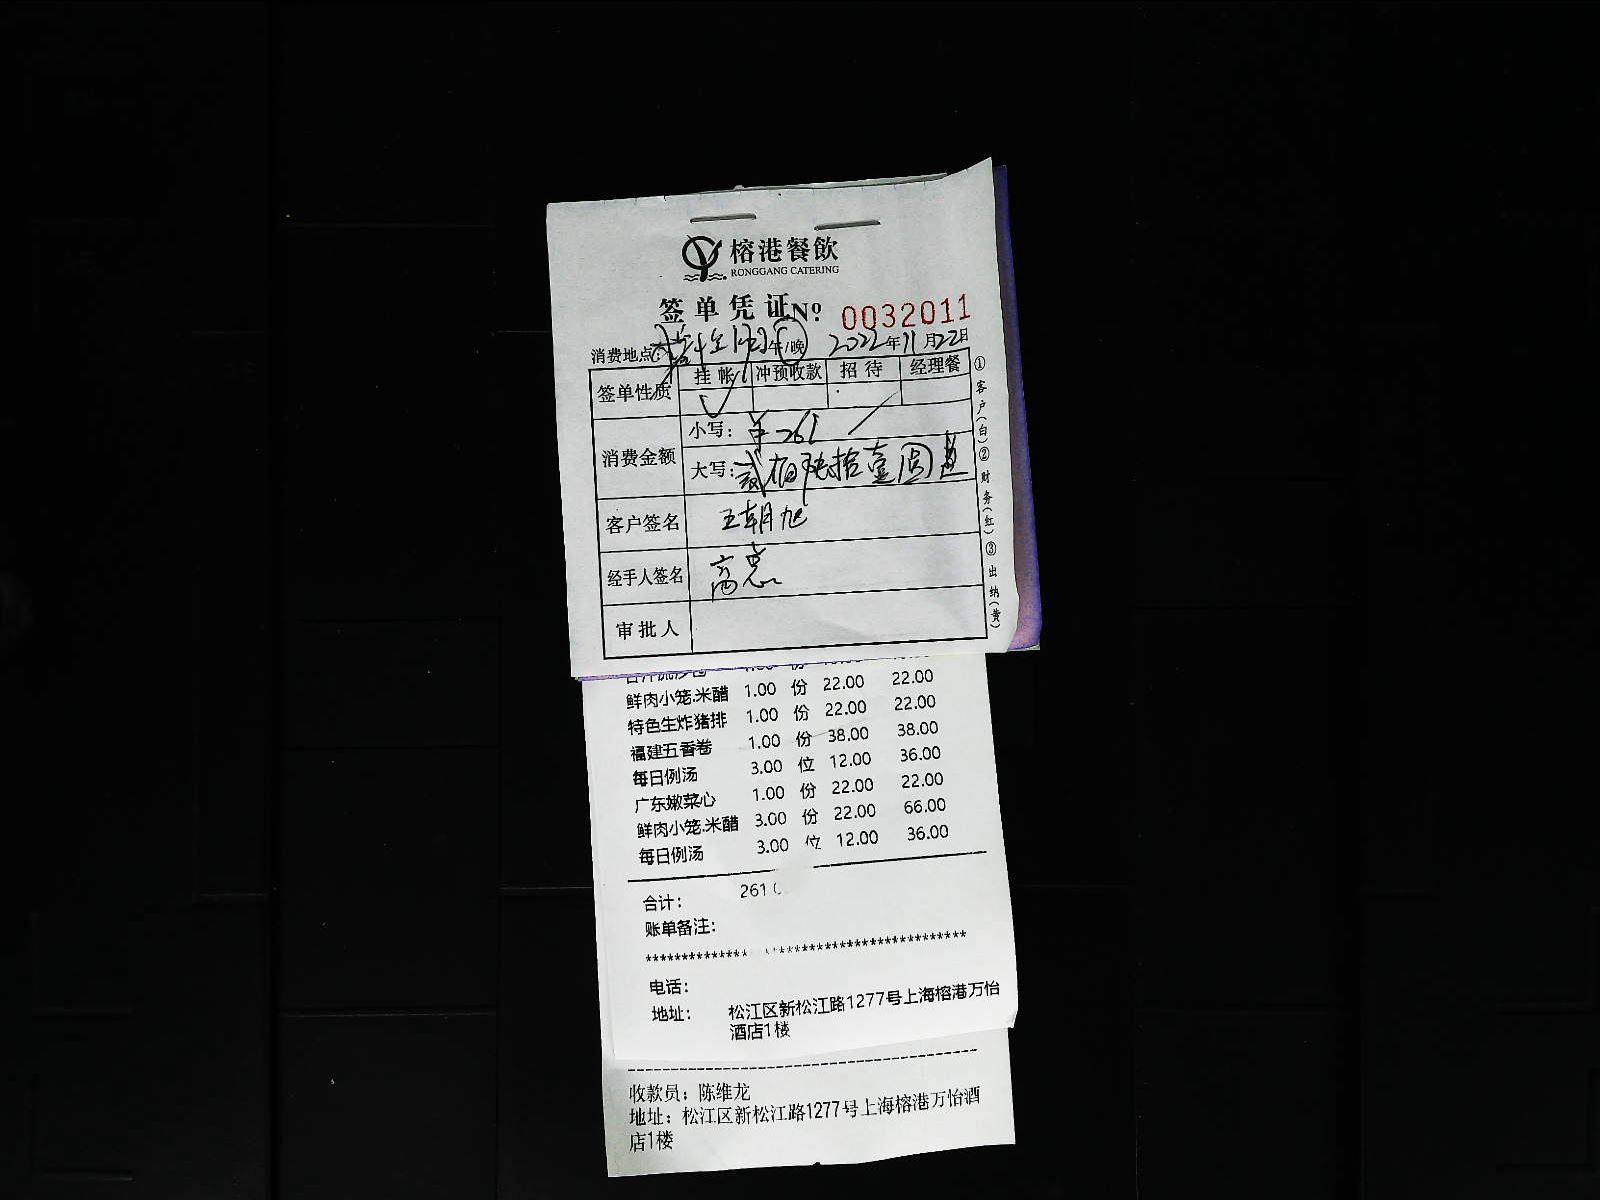 榕港餐飲
RONGGANG CATERING
签单凭证 № 0032011
消费地点: 午/晚 2022年11月22日
签单性质 挂帐 冲预收款 招待 经理餐
消费金额 小写: 261
大写: 贰佰陆拾壹圆
客户签名 王朝旭
经手人签名 高
审批人
①客户(白)②财务(红)③出纳(黄)
鲜肉小笼.米醋 1.00 份 22.00 22.00
特色生炸猪排 1.00 份 22.00 22.00
福建五香卷 1.00 份 38.00 38.00
每日例汤 3.00 位 12.00 36.00
广东嫩菜心 1.00 份 22.00 22.00
鲜肉小笼.米醋 3.00 份 22.00 66.00
每日例汤 3.00 位 12.00 36.00
合计: 261
账单备注:
电话:
地址: 松江区新松江路1277号上海榕港万怡
酒店1楼
收款员: 陈维龙
地址: 松江区新松江路1277号上海榕港万怡酒
店1楼